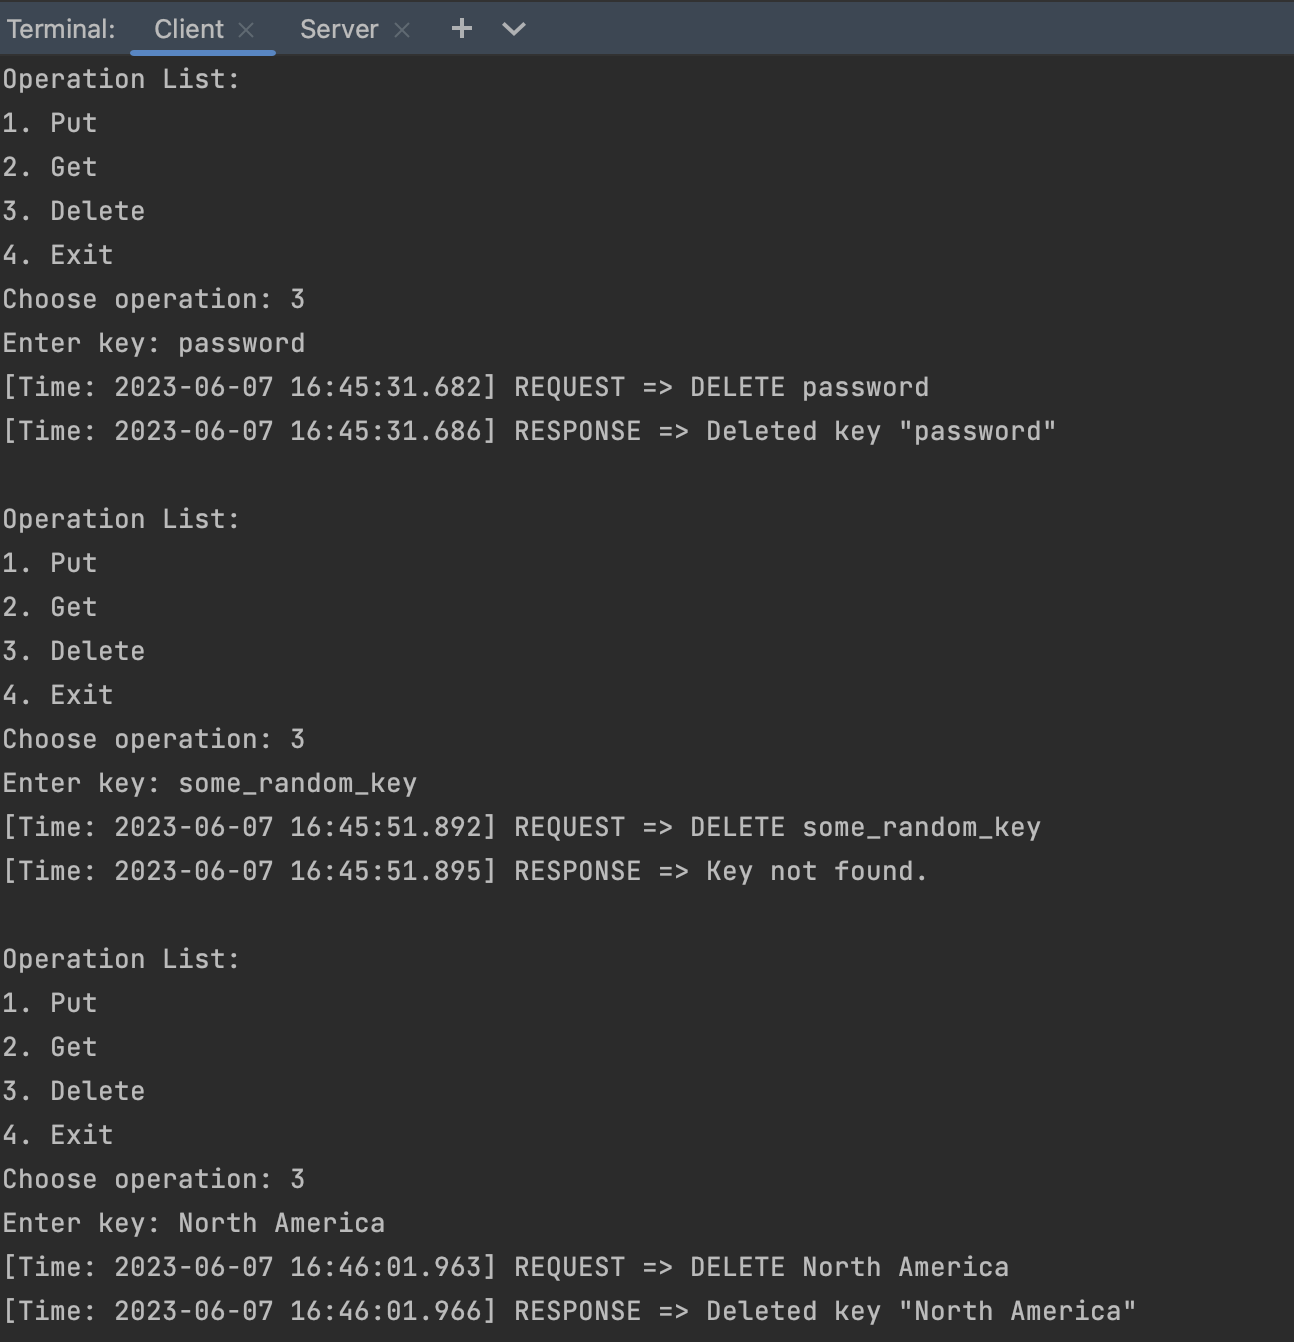 Terminal: Client Server
Operation List:
1. Put
2. Get
3. Delete
4. Exit
Choose operation: 3
Enter key: password
[Time: 2023-06-07 16:45:31.682] REQUEST => DELETE password
[Time: 2023-06-07 16:45:31.686] RESPONSE => Deleted key "password"
Operation List:
1. Put
2. Get
3. Delete
4. Exit
Choose operation: 3
Enter key: some_random_key
[Time: 2023-06-07 16:45:51.892] REQUEST => DELETE some_random_key
[Time: 2023-06-07 16:45:51.895] RESPONSE => Key not found.
Operation List:
1. Put
2. Get
3. Delete
4. Exit
Choose operation: 3
Enter key: North America
[Time: 2023-06-07 16:46:01.963] REQUEST => DELETE North America
[Time: 2023-06-07 16:46:01.966] RESPONSE => Deleted key "North America"